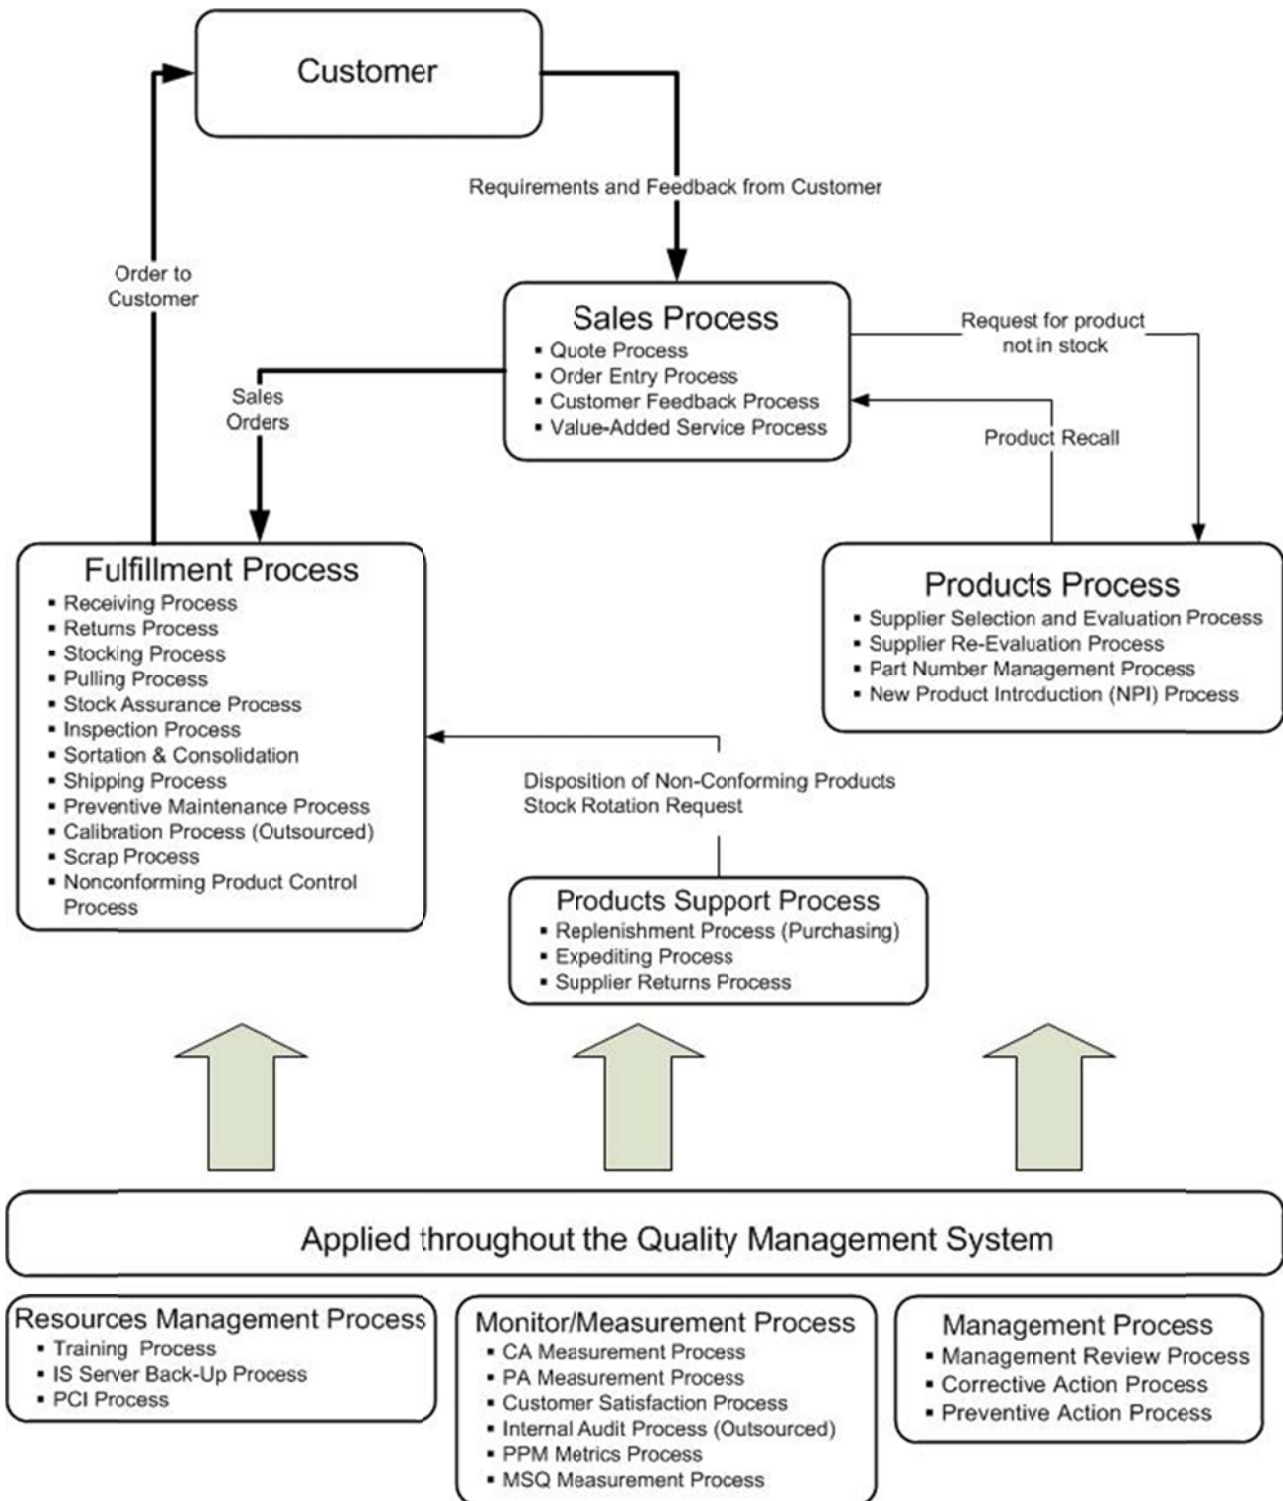 Customer
Requirements and Feedback from Customer
Order to
Customer
Sales Process
▪ Quote Process
▪ Order Entry Process
▪ Customer Feedback Process
▪ Value-Added Service Process
Request for product
not in stock
Sales
Orders
Product Recall
Fulfillment Process
▪ Receiving Process
▪ Returns Process
▪ Stocking Process
▪ Pulling Process
▪ Stock Assurance Process
▪ Inspection Process
▪ Sortation & Consolidation
▪ Shipping Process
▪ Preventive Maintenance Process
▪ Calibration Process (Outsourced)
▪ Scrap Process
▪ Nonconforming Product Control
Process
Products Process
▪ Supplier Selection and Evaluation Process
▪ Supplier Re-Evaluation Process
▪ Part Number Management Process
▪ New Product Introduction (NPI) Process
Disposition of Non-Conforming Products
Stock Rotation Request
Products Support Process
▪ Replenishment Process (Purchasing)
▪ Expediting Process
▪ Supplier Returns Process
Applied throughout the Quality Management System
Resources Management Process
▪ Training Process
▪ IS Server Back-Up Process
▪ PCI Process
Monitor/Measurement Process
▪ CA Measurement Process
▪ PA Measurement Process
▪ Customer Satisfaction Process
▪ Internal Audit Process (Outsourced)
▪ PPM Metrics Process
▪ MSQ Measurement Process
Management Process
▪ Management Review Process
▪ Corrective Action Process
▪ Preventive Action Process